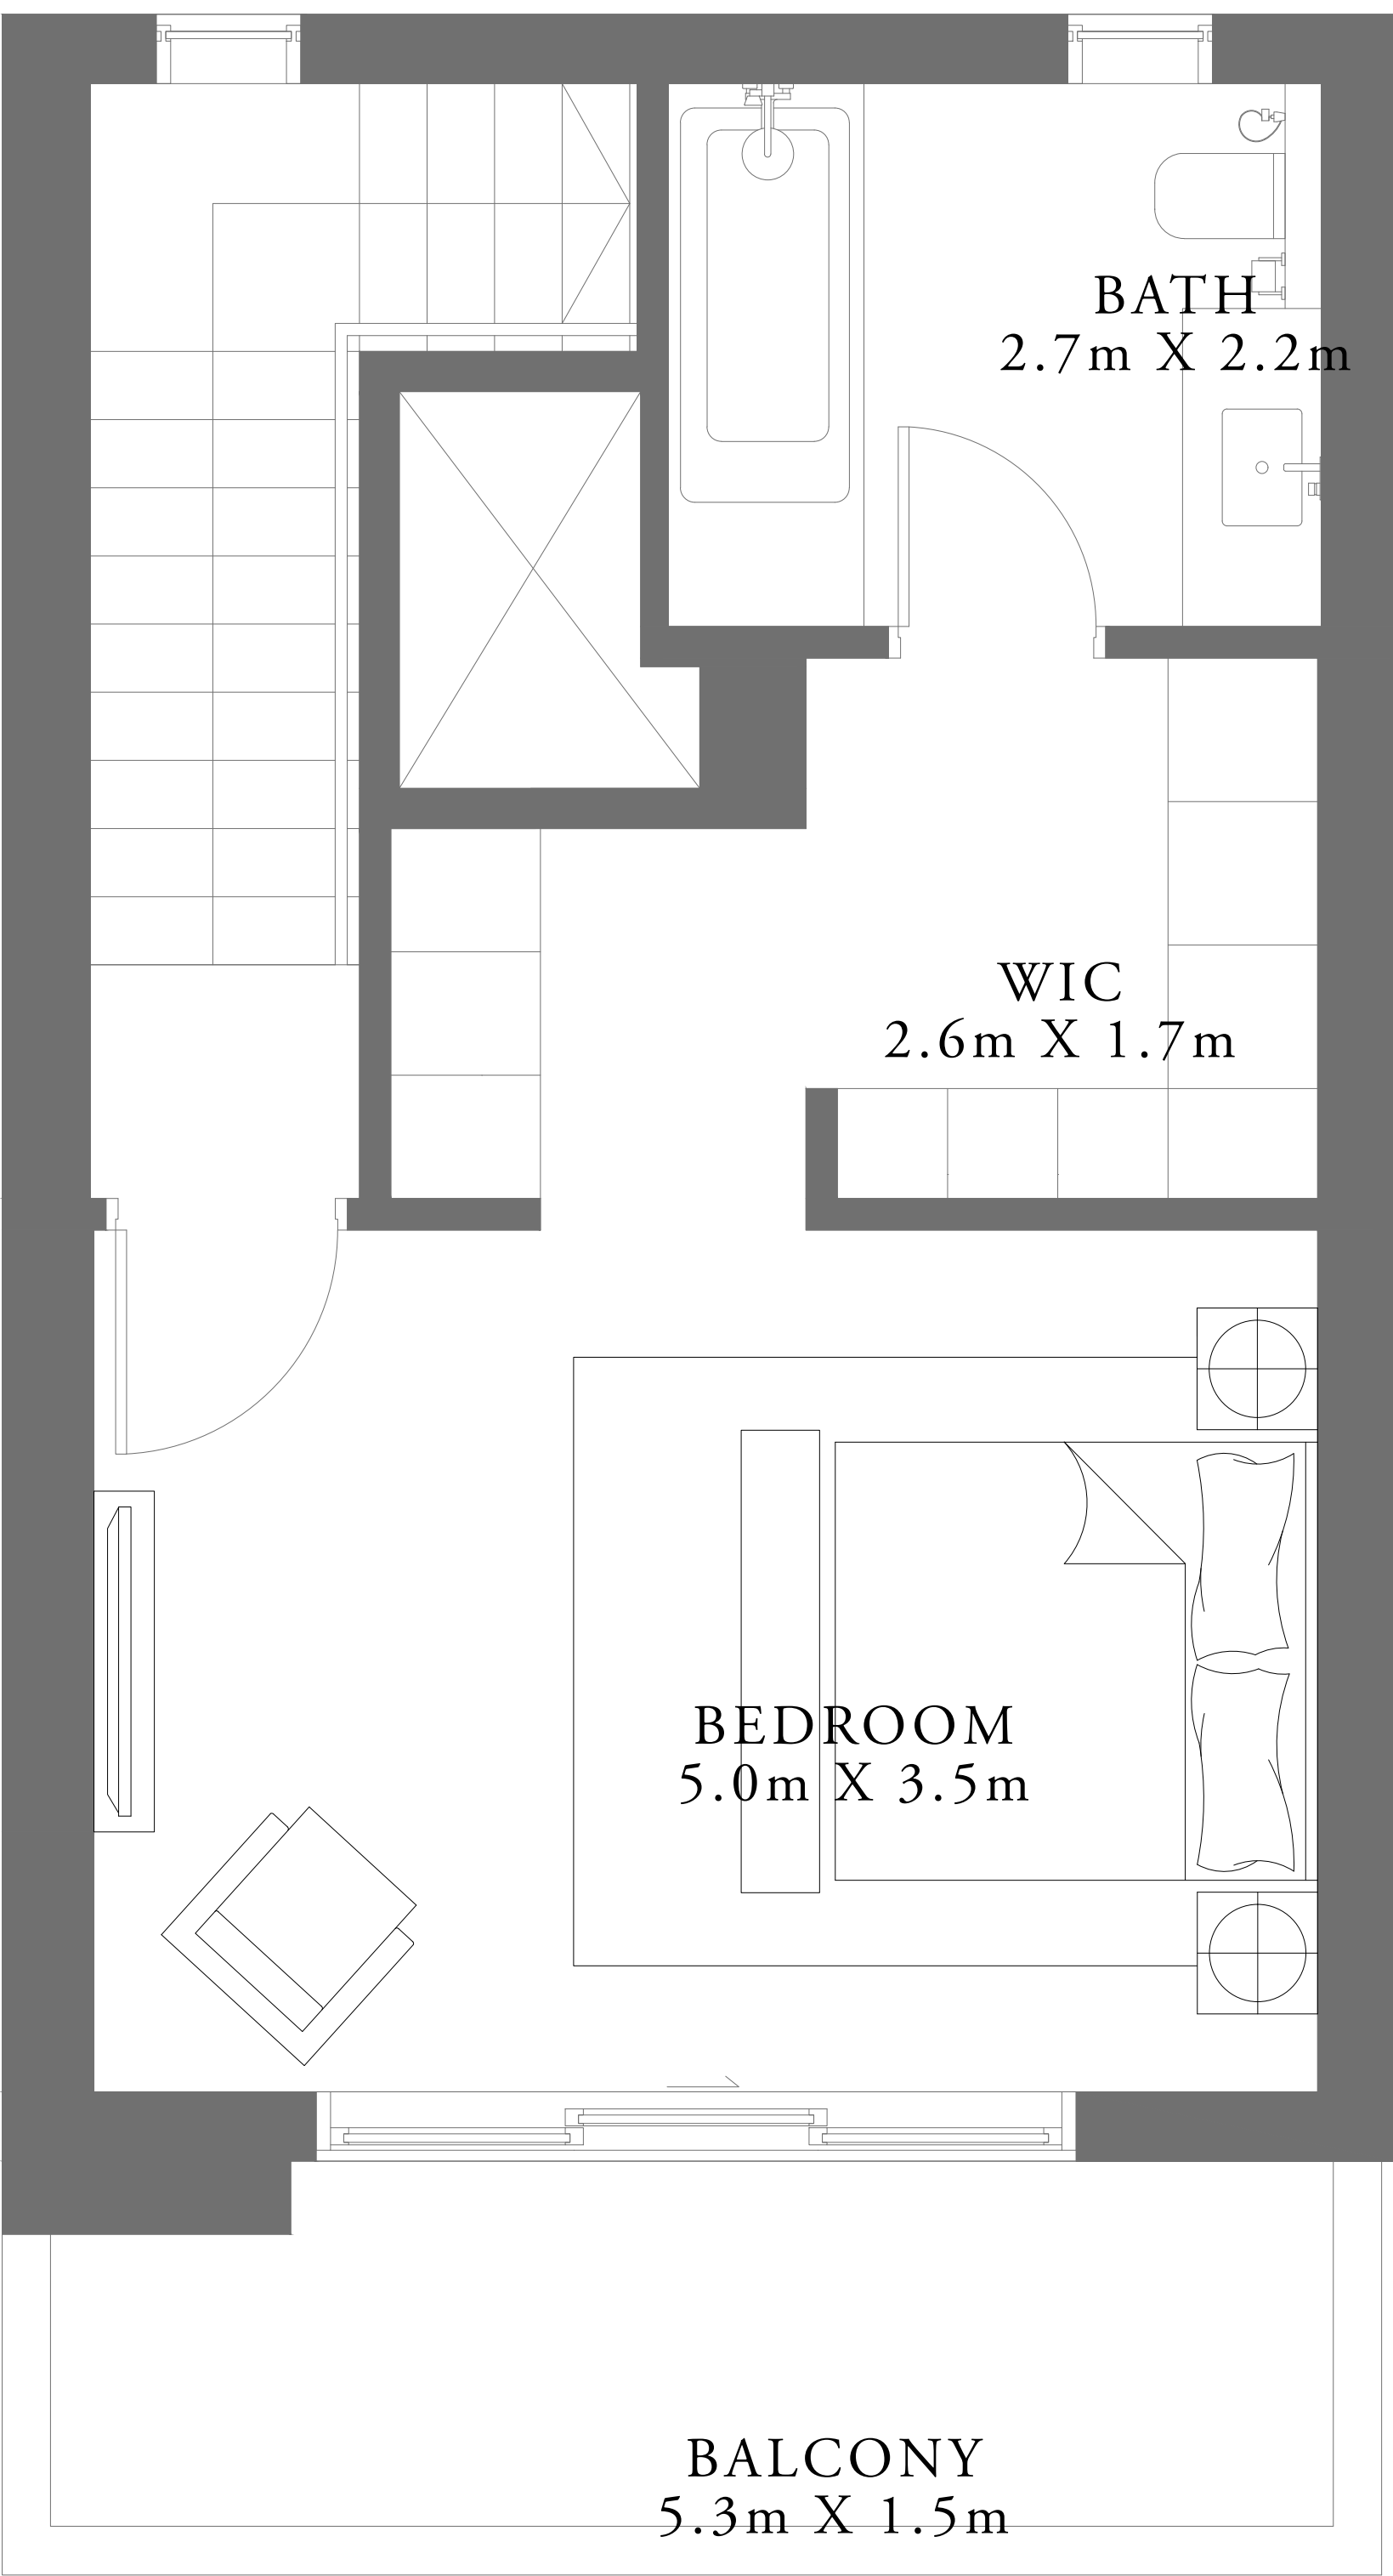 BATH
2.7m X 2.2m
WIC
2.6m X 1.7m
BEDROOM
5.0m X 3.5m
BALCONY
5.3m X 1.5m